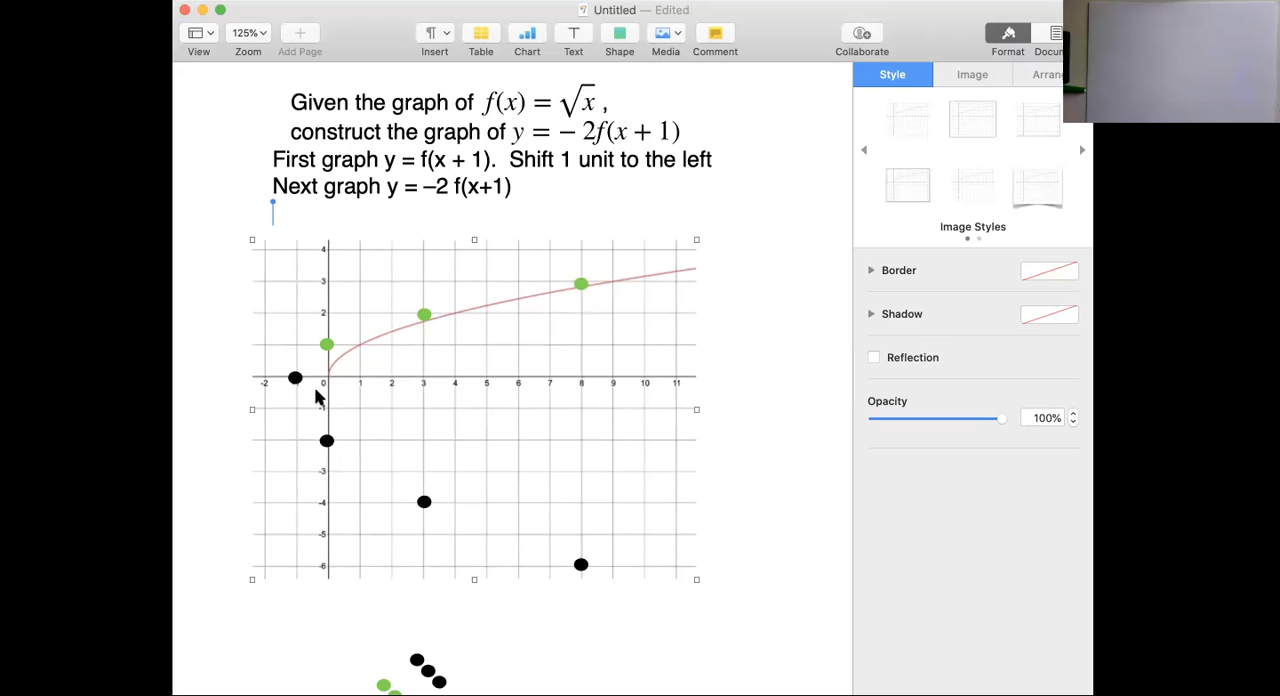 Untitled — Edited
125%
View
Zoom
Add Page
Insert
Table
Chart
Text
Shape
Media
Comment
Collaborate
Format
Docum
Given the graph of f(x) = √x ,
construct the graph of y = − 2f(x + 1)
First graph y = f(x + 1). Shift 1 unit to the left
Next graph y = –2 f(x+1)
4
3
2
-2 0 1 2 3 4 5 6 7 8 9 10 11
-1
-3
-4
-5
-6
Style
Image
Arrang
Image Styles
Border
Shadow
Reflection
Opacity
100%